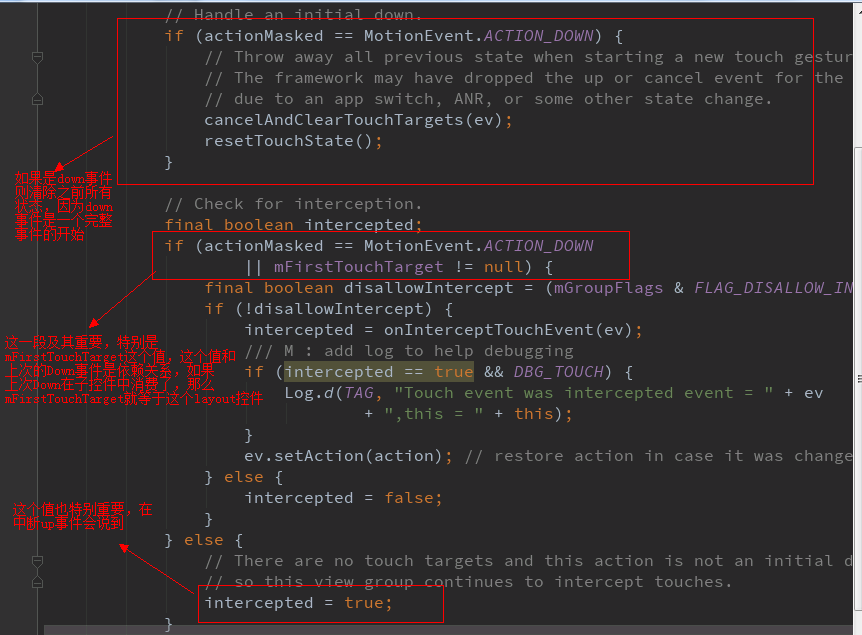 // Handle an initial down.
if (actionMasked == MotionEvent.ACTION_DOWN) {
// Throw away all previous state when starting a new touch gestur
// The framework may have dropped the up or cancel event for the
// due to an app switch, ANR, or some other state change.
cancelAndClearTouchTargets(ev);
resetTouchState();
}
如果是down事件
则清除之前所有
状态，因为down
事件是一个完整
事件的开始
// Check for interception.
final boolean intercepted;
if (actionMasked == MotionEvent.ACTION_DOWN
|| mFirstTouchTarget != null) {
final boolean disallowIntercept = (mGroupFlags & FLAG_DISALLOW_IN
if (!disallowIntercept) {
intercepted = onInterceptTouchEvent(ev);
/// M : add log to help debugging
if (intercepted == true && DBG_TOUCH) {
Log.d(TAG, "Touch event was intercepted event = " + ev
+ ",this = " + this);
}
ev.setAction(action); // restore action in case it was change
} else {
intercepted = false;
}
} else {
// There are no touch targets and this action is not an initial d
// so this view group continues to intercept touches.
intercepted = true;
}
这一段及其重要，特别是
mFirstTouchTarget这个值，这个值和
上次的Down事件是依赖关系，如果
上次Down在子控件中消费了，那么
mFirstTouchTarget就等于这个layout控件
这个值也特别重要，在
中断up事件会说到